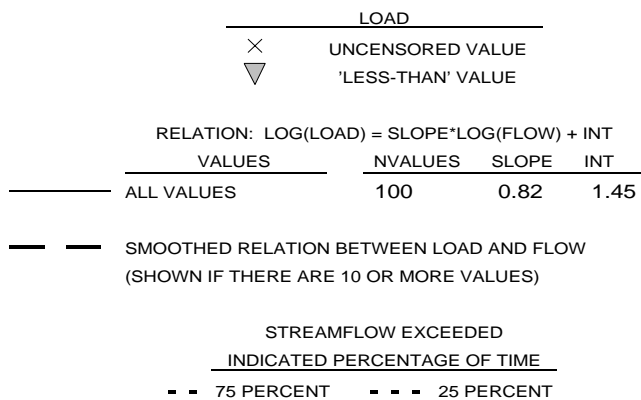 LOAD
UNCENSORED VALUE
'LESS-THAN' VALUE
RELATION: LOG(LOAD) = SLOPE*LOG(FLOW) + INT
VALUES NVALUES SLOPE INT
ALL VALUES 100 0.82 1.45
SMOOTHED RELATION BETWEEN LOAD AND FLOW
(SHOWN IF THERE ARE 10 OR MORE VALUES)
STREAMFLOW EXCEEDED
INDICATED PERCENTAGE OF TIME
75 PERCENT 25 PERCENT